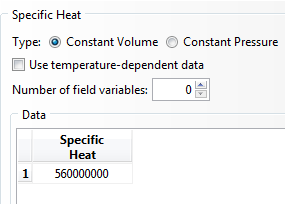 Specific Heat
Type: Constant Volume Constant Pressure
Use temperature-dependent data
Number of field variables: 0
Data
Specific
Heat
1 560000000